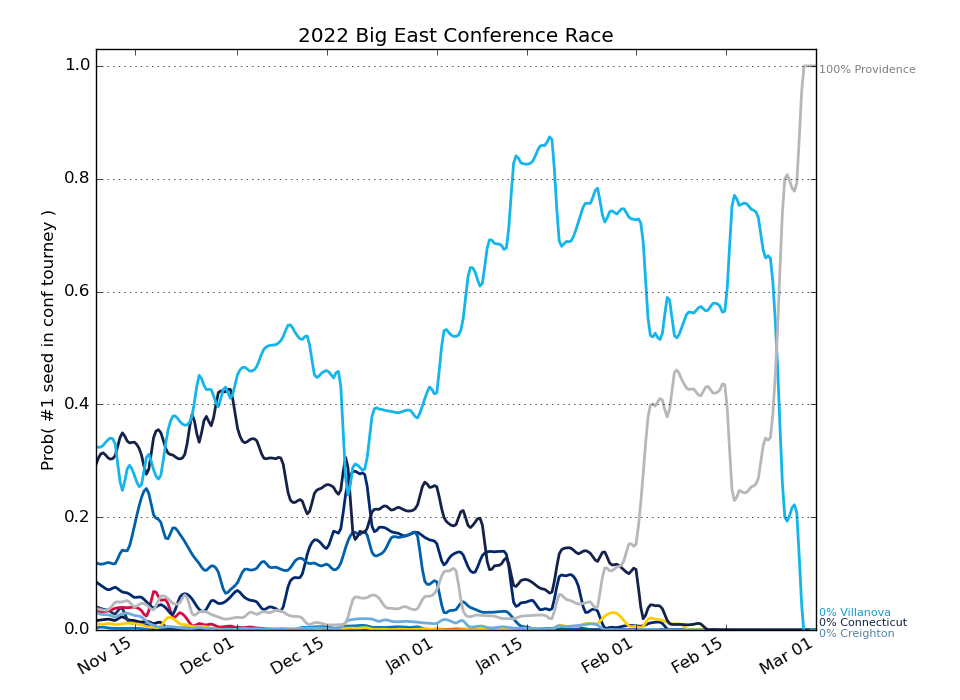 2022 Big East Conference Race
Prob( #1 seed in conf tourney )
1.0
0.8
0.6
0.4
0.2
0.0
100% Providence
0% Villanova
0% Connecticut
0% Creighton
Nov 15
Dec 01
Dec 15
Jan 01
Jan 15
Feb 01
Feb 15
Mar 01